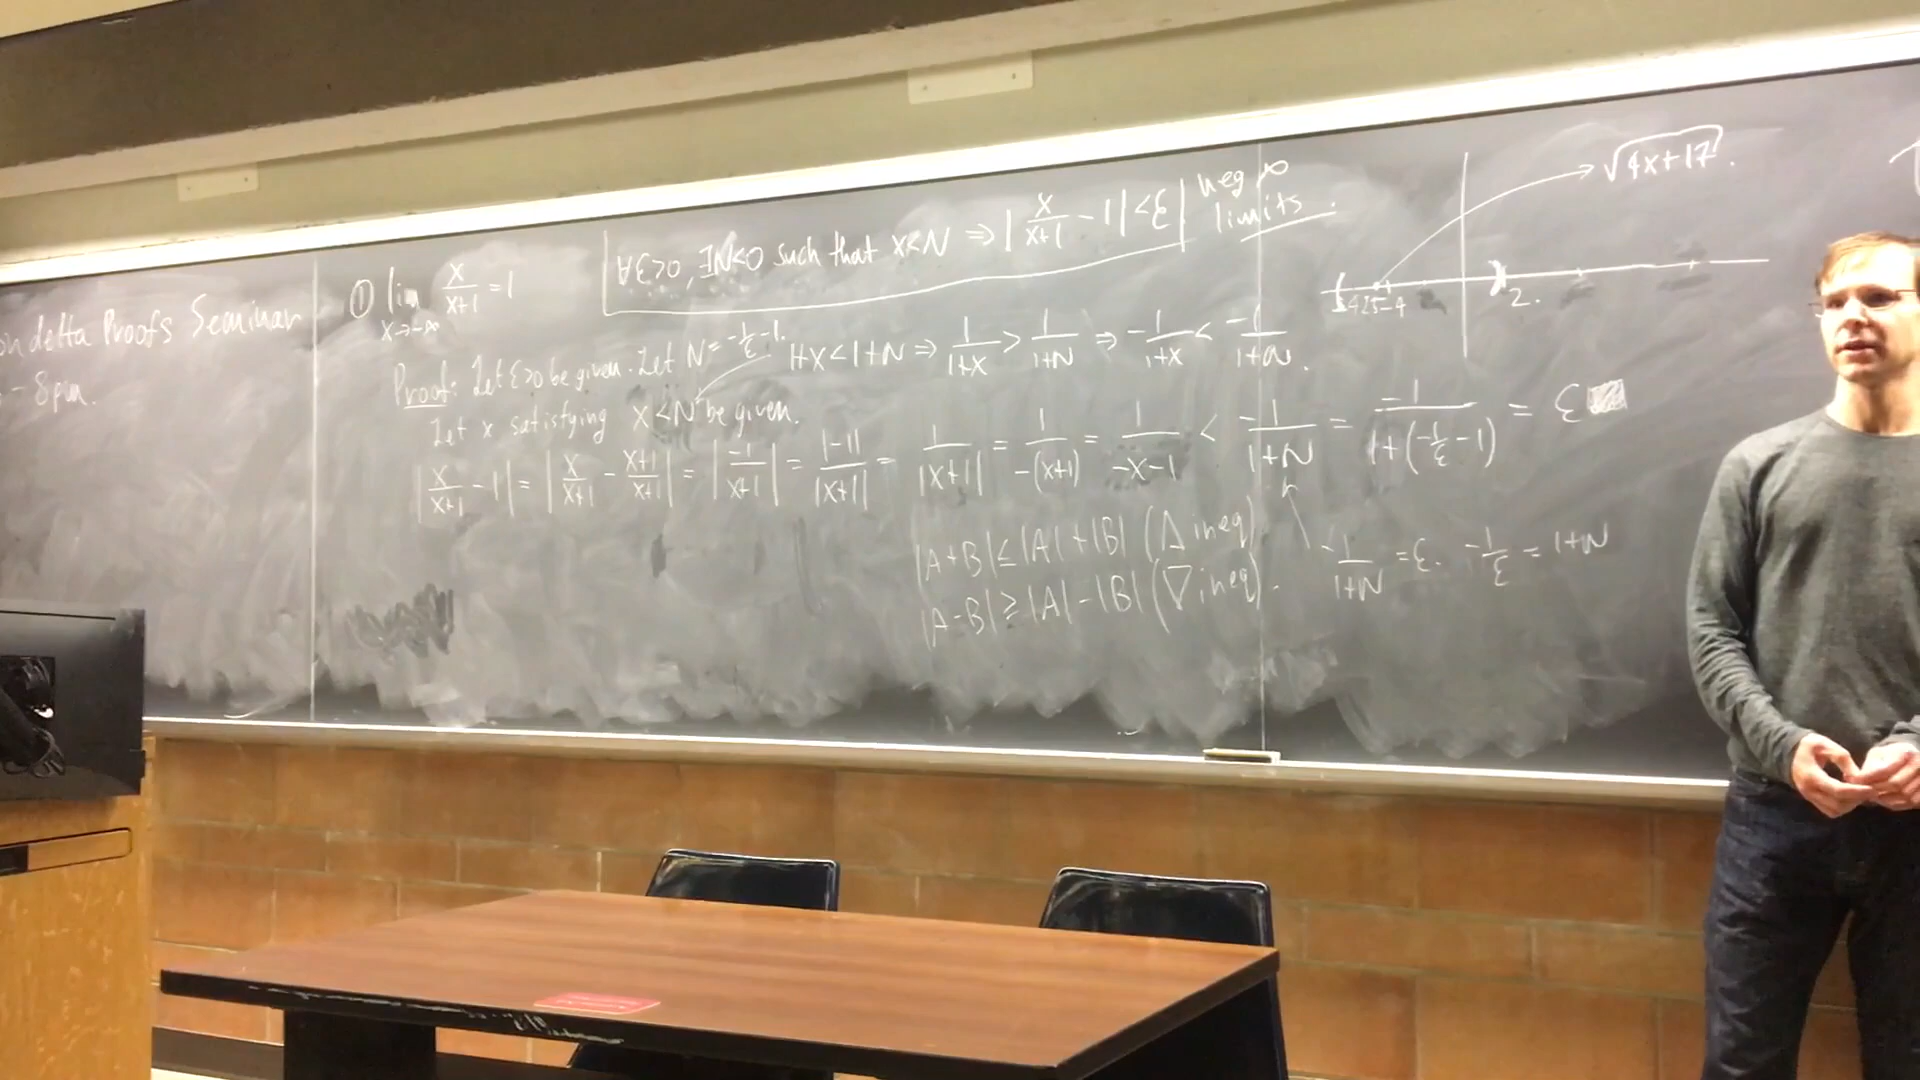 on delta Proofs Seminar
- 8pm.
① lim x→-∞ x/(x+1) = 1
∀ε>0, ∃N<0 such that x<N ⇒ | x/(x+1) - 1 | < ε
neg ∞
limits.
Proof: Let ε>0 be given. Let N = -1/ε - 1.
1+x < 1+N ⇒ 1/(1+x) > 1/(1+N) ⇒ -1/(1+x) < -1/(1+N).
Let x satisfying x<N be given.
| x/(x+1) - 1 | = | x/(x+1) - (x+1)/(x+1) | = | -1/(x+1) | = |-1|/|x+1| = 1/|x+1| = 1/-(x+1) = 1/(-x-1) < -1/(1+N) = -1/(1+(-1/ε-1)) = ε
|A+B| ≤ |A|+|B| (Δ ineq)
|A-B| ≥ |A|-|B| (∇ ineq).
-1/(1+N) = ε. -1/ε = 1+N
√(4x+17).
-4.25 -4
2.